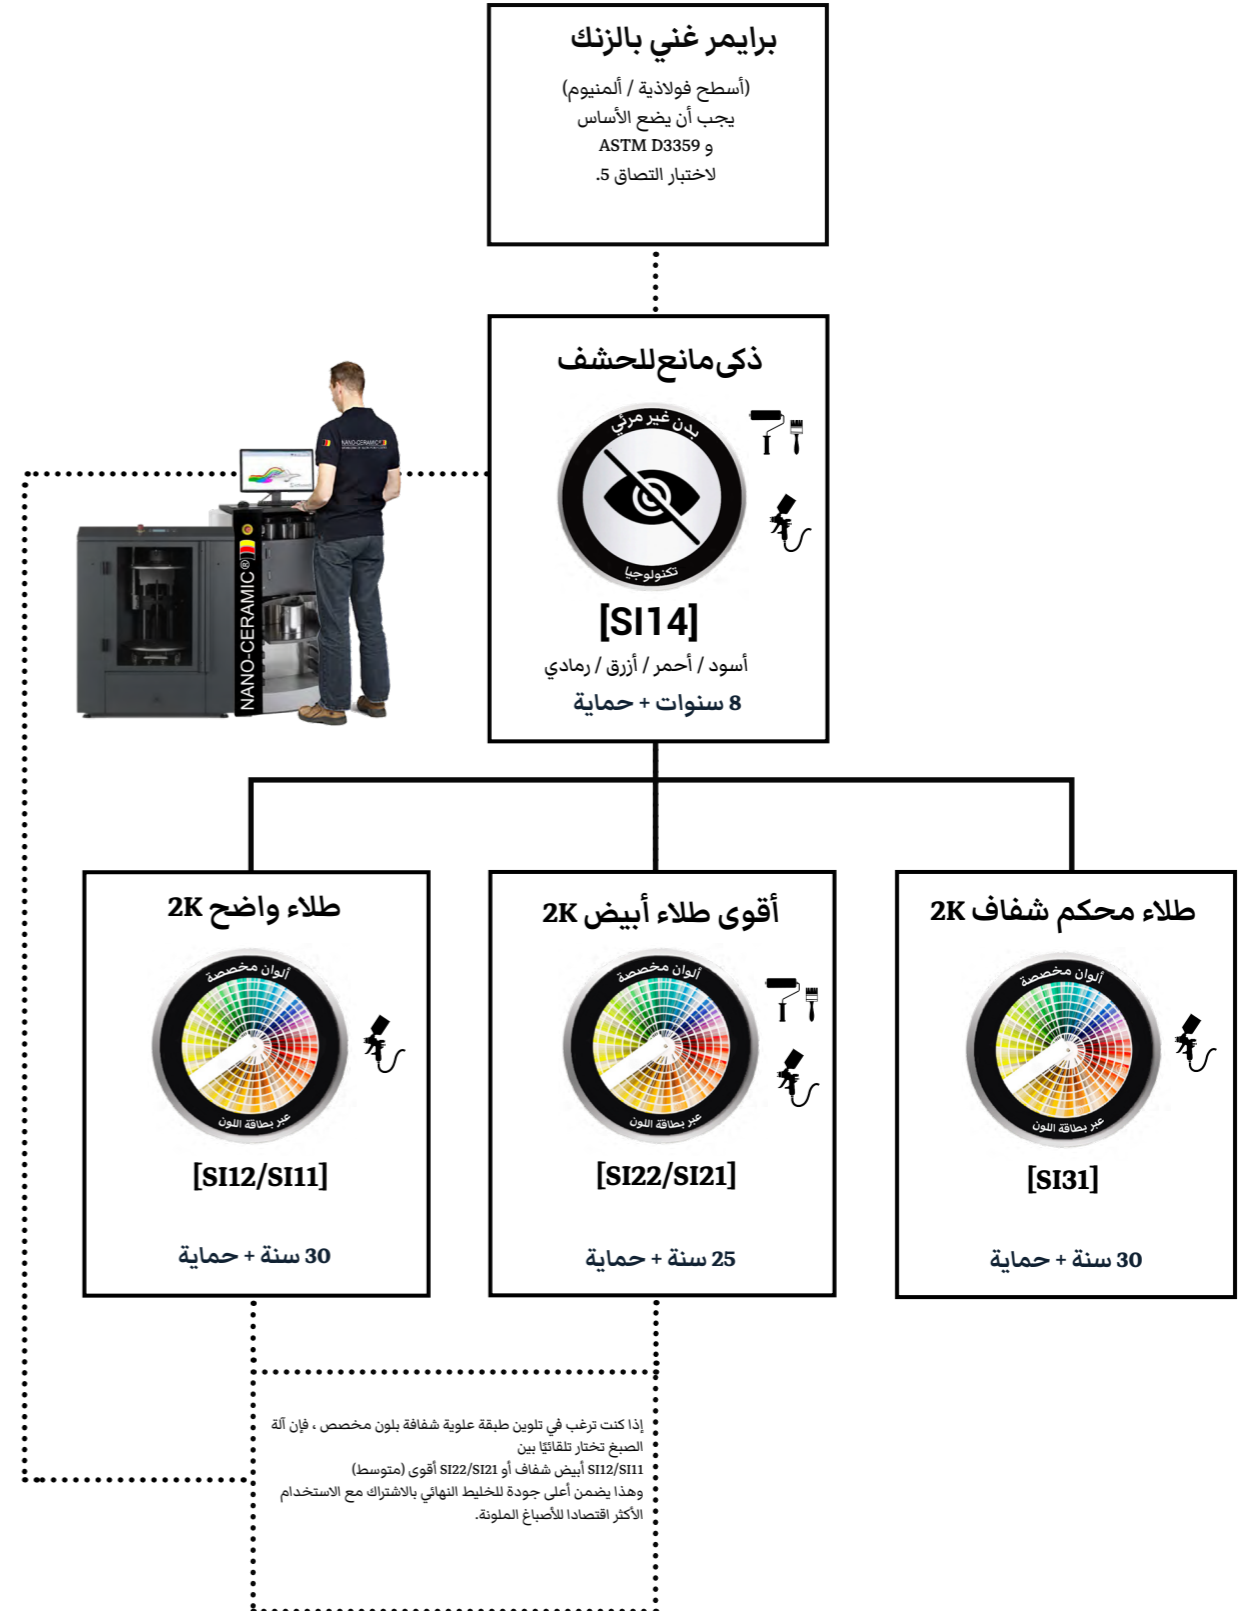 برايمر غني بالزنك
(أسطح فولاذية / ألمنيوم)
يجب أن يضع الأساس
و ASTM D3359
لاختبار التصاق 5.
ذكى مانع للحشف
بدن غير مرئي
تكنولوجيا
[SI14]
أسود / أحمر / أزرق / رمادي
8 سنوات + حماية
NANO-CERAMIC®
NANO-CERAMIC®
طلاء محكم شفاف 2K
ألوان مخصصة
عبر بطاقة اللون
[SI31]
30 سنة + حماية
أقوى طلاء أبيض 2K
ألوان مخصصة
عبر بطاقة اللون
[SI22/SI21]
25 سنة + حماية
طلاء واضح 2K
ألوان مخصصة
عبر بطاقة اللون
[SI12/SI11]
30 سنة + حماية
إذا كنت ترغب في تلوين طبقة علوية شفافة بلون مخصص ، فإن آلة
الصبغ تختار تلقائيًا بين
SI12/SI11 أبيض شفاف أو SI22/SI21 أقوى (متوسط)
وهذا يضمن أعلى جودة للخليط النهائي بالاشتراك مع الاستخدام
الأكثر اقتصادا للأصباغ الملونة.